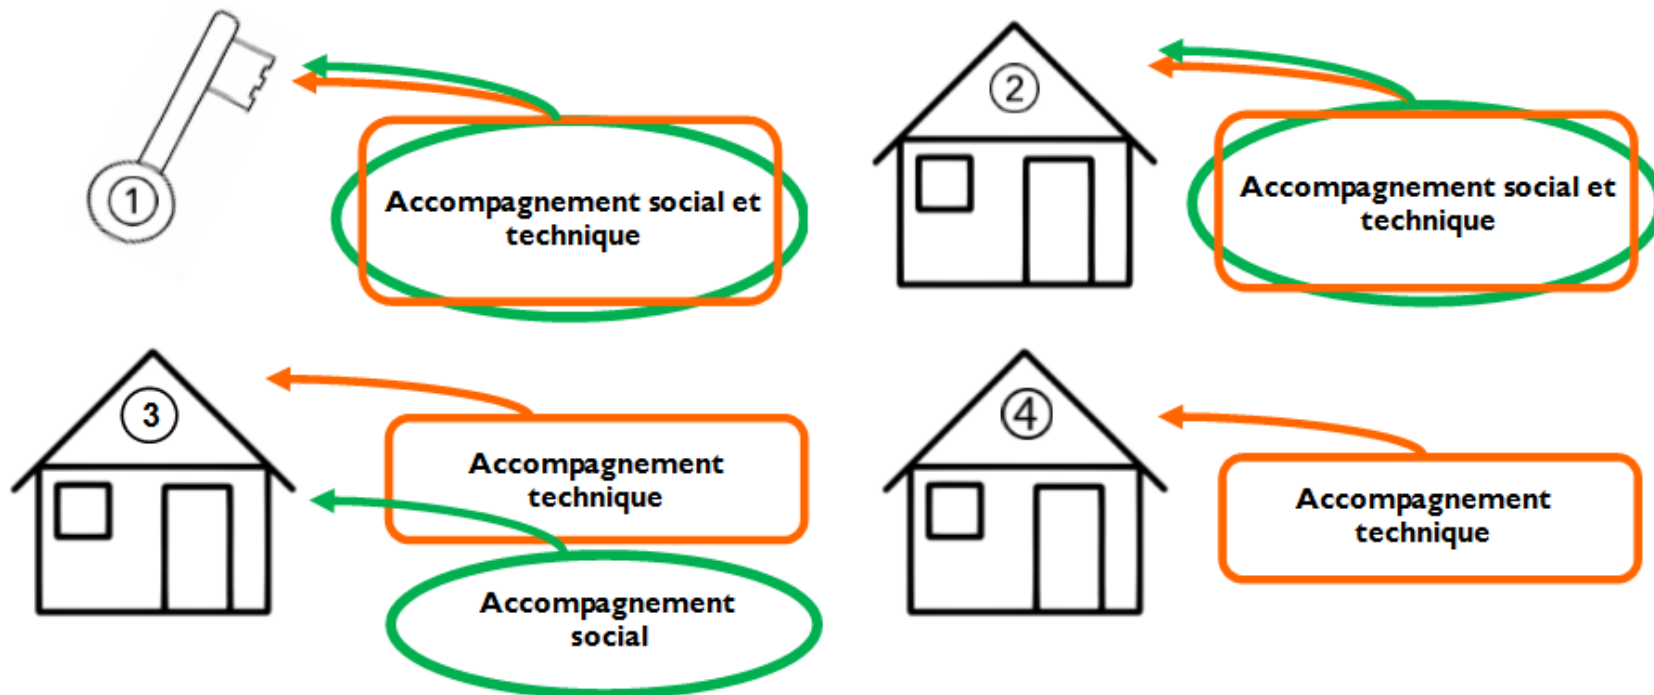 1
Accompagnement social et
technique
2
Accompagnement social et
technique
3
Accompagnement
technique
Accompagnement
social
4
Accompagnement
technique